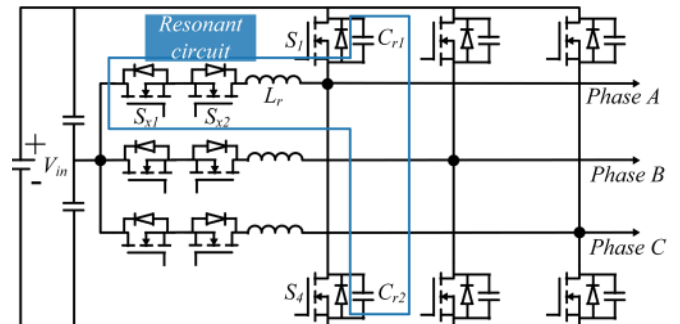 Resonant
circuit
S1
Cr1
Lr
Phase A
Sx1
Sx2
+
Vin
-
Phase B
Phase C
S4
Cr2